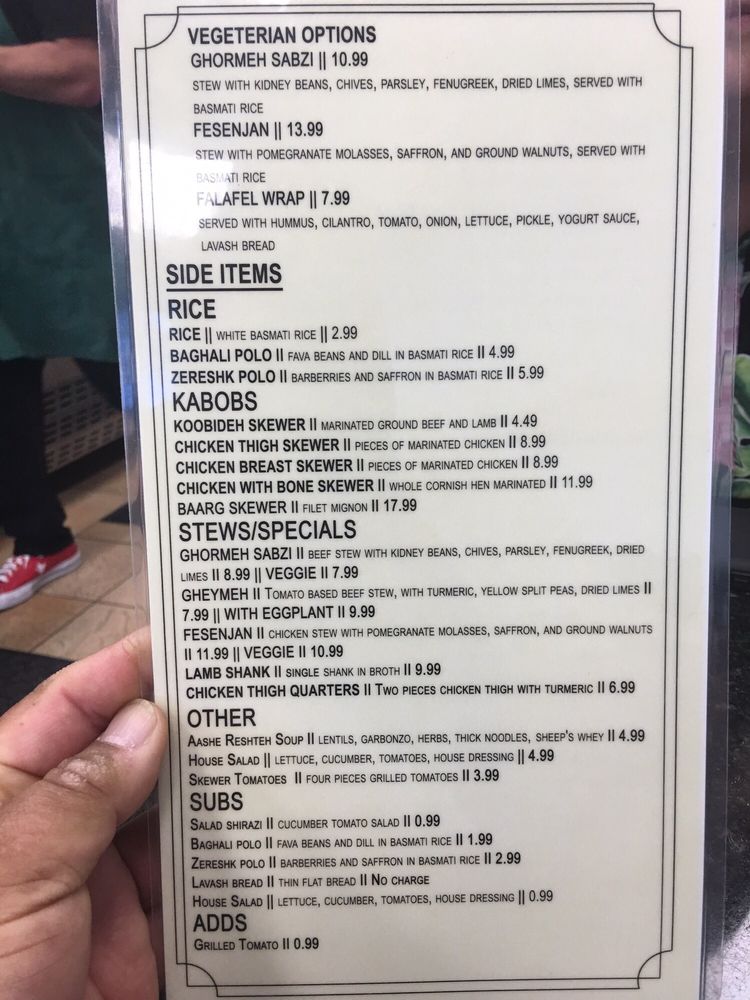 VEGETERIAN OPTIONS
GHORMEH SABZI || 10.99
STEW WITH KIDNEY BEANS, CHIVES, PARSLEY, FENUGREEK, DRIED LIMES, SERVED WITH
BASMATI RICE
FESENJAN || 13.99
STEW WITH POMEGRANATE MOLASSES, SAFFRON, AND GROUND WALNUTS, SERVED WITH
BASMATI RICE
FALAFEL WRAP || 7.99
SERVED WITH HUMMUS, CILANTRO, TOMATO, ONION, LETTUCE, PICKLE, YOGURT SAUCE,
LAVASH BREAD
SIDE ITEMS
RICE
RICE || WHITE BASMATI RICE || 2.99
BAGHALI POLO II FAVA BEANS AND DILL IN BASMATI RICE II 4.99
ZERESHK POLO II BARBERRIES AND SAFFRON IN BASMATI RICE II 5.99
KABOBS
KOOBIDEH SKEWER II MARINATED GROUND BEEF AND LAMB II 4.49
CHICKEN THIGH SKEWER II PIECES OF MARINATED CHICKEN II 8.99
CHICKEN BREAST SKEWER II PIECES OF MARINATED CHICKEN II 8.99
CHICKEN WITH BONE SKEWER II WHOLE CORNISH HEN MARINATED II 11.99
BAARG SKEWER II FILET MIGNON II 17.99
STEWS/SPECIALS
GHORMEH SABZI II BEEF STEW WITH KIDNEY BEANS, CHIVES, PARSLEY, FENUGREEK, DRIED
LIMES II 8.99 || VEGGIE II 7.99
GHEYMEH II TOMATO BASED BEEF STEW, WITH TURMERIC, YELLOW SPLIT PEAS, DRIED LIMES II
7.99 || WITH EGGPLANT II 9.99
FESENJAN II CHICKEN STEW WITH POMEGRANATE MOLASSES, SAFFRON, AND GROUND WALNUTS
II 11.99 || VEGGIE II 10.99
LAMB SHANK II SINGLE SHANK IN BROTH II 9.99
CHICKEN THIGH QUARTERS II TWO PIECES CHICKEN THIGH WITH TURMERIC II 6.99
OTHER
AASHE RESHTEH SOUP II LENTILS, GARBONZO, HERBS, THICK NOODLES, SHEEP'S WHEY II 4.99
HOUSE SALAD || LETTUCE, CUCUMBER, TOMATOES, HOUSE DRESSING || 4.99
SKEWER TOMATOES II FOUR PIECES GRILLED TOMATOES II 3.99
SUBS
SALAD SHIRAZI II CUCUMBER TOMATO SALAD II 0.99
BAGHALI POLO II FAVA BEANS AND DILL IN BASMATI RICE II 1.99
ZERESHK POLO II BARBERRIES AND SAFFRON IN BASMATI RICE II 2.99
LAVASH BREAD II THIN FLAT BREAD II NO CHARGE
HOUSE SALAD || LETTUCE, CUCUMBER, TOMATOES, HOUSE DRESSING || 0.99
ADDS
GRILLED TOMATO II 0.99